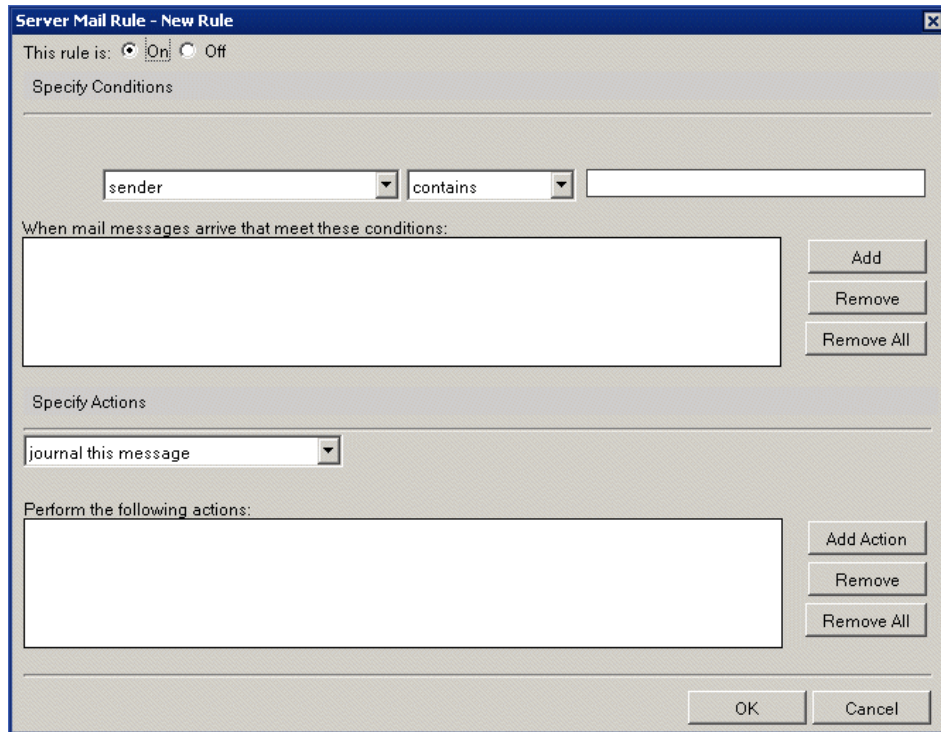 Server Mail Rule - New Rule
This rule is: On Off
Specify Conditions
sender contains
When mail messages arrive that meet these conditions:
Add
Remove
Remove All
Specify Actions
journal this message
Perform the following actions:
Add Action
Remove
Remove All
OK Cancel